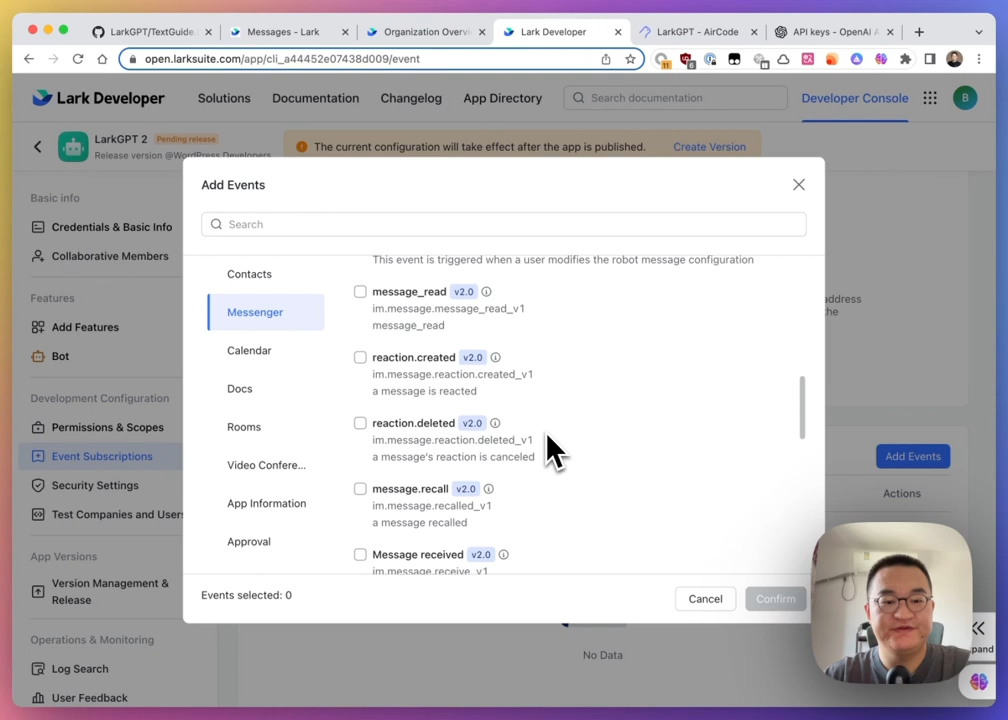 LarkGPT/TextGuide.
Messages - Lark
Organization Overvi
Lark Developer
LarkGPT - AirCode
API keys - OpenAI A
open.larksuite.com/app/cli_a44452e07438d009/event
11
6
Lark Developer
Solutions
Documentation
Changelog
App Directory
Search documentation
Developer Console
B
LarkGPT 2
Pending release
Release version @WordPress Developers
The current configuration will take effect after the app is published.
Create Version
Basic info
Credentials & Basic Info
Collaborative Members
Features
Add Features
Bot
Development Configuration
Permissions & Scopes
Event Subscriptions
Security Settings
Test Companies and Users
App Versions
Version Management &
Release
Operations & Monitoring
Log Search
User Feedback
Add Events
Search
Contacts
Messenger
Calendar
Docs
Rooms
Video Confere...
App Information
Approval
This event is triggered when a user modifies the robot message configuration
message_read v2.0
im.message.message_read_v1
message_read
reaction.created v2.0
im.message.reaction.created_v1
a message is reacted
reaction.deleted v2.0
im.message.reaction.deleted_v1
a message's reaction is canceled
message.recall v2.0
im.message.recalled_v1
a message recalled
Message received v2.0
im.message.receive_v1
Events selected: 0
Cancel
Confirm
address
the
Add Events
Actions
No Data
pand